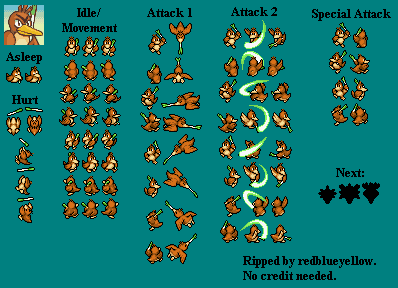 Idle/
Movement
Attack 1
Attack 2
Special Attack
Asleep
Hurt
Next:
Ripped by redblueyellow.
No credit needed.